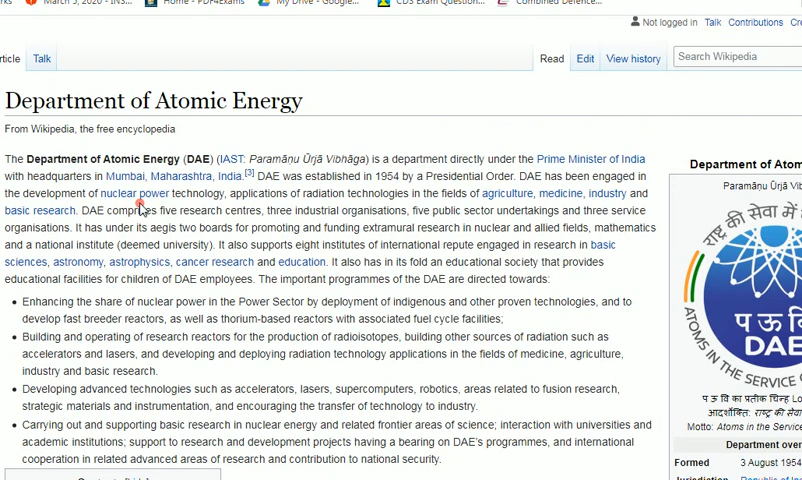 March 5, 2020 - INS...
Home - PDF4Exams
My Drive - Google...
CDS Exam Question...
Combined Defence...
Not logged in Talk Contributions
Talk
Read Edit View history
Search Wikipedia
Department of Atomic Energy
From Wikipedia, the free encyclopedia
The Department of Atomic Energy (DAE) (IAST: Paramāṇu Ūrjā Vibhāga) is a department directly under the Prime Minister of India
with headquarters in Mumbai, Maharashtra, India.[3] DAE was established in 1954 by a Presidential Order. DAE has been engaged in
the development of nuclear power technology, applications of radiation technologies in the fields of agriculture, medicine, industry and
basic research. DAE comprises five research centres, three industrial organisations, five public sector undertakings and three service
organisations. It has under its aegis two boards for promoting and funding extramural research in nuclear and allied fields, mathematics
and a national institute (deemed university). It also supports eight institutes of international repute engaged in research in basic
sciences, astronomy, astrophysics, cancer research and education. It also has in its fold an educational society that provides
educational facilities for children of DAE employees. The important programmes of the DAE are directed towards:
Enhancing the share of nuclear power in the Power Sector by deployment of indigenous and other proven technologies, and to
develop fast breeder reactors, as well as thorium-based reactors with associated fuel cycle facilities;
Building and operating of research reactors for the production of radioisotopes, building other sources of radiation such as
accelerators and lasers, and developing and deploying radiation technology applications in the fields of medicine, agriculture,
industry and basic research.
Developing advanced technologies such as accelerators, lasers, supercomputers, robotics, areas related to fusion research,
strategic materials and instrumentation, and encouraging the transfer of technology to industry.
Carrying out and supporting basic research in nuclear energy and related frontier areas of science; interaction with universities and
academic institutions; support to research and development projects having a bearing on DAE's programmes, and international
cooperation in related advanced areas of research and contribution to national security.
Department of Atom
Paramāṇu Ūrjā V
राष्ट्र की सेवा में
प ऊ वि
DAE
ATOMS IN THE SERVICE
प ऊ वि का प्रतीक चिन्ह Lo
आदर्शोक्ति: राष्ट्र की सेवा
Motto: Atoms in the Service
Department over
Formed 3 August 1954